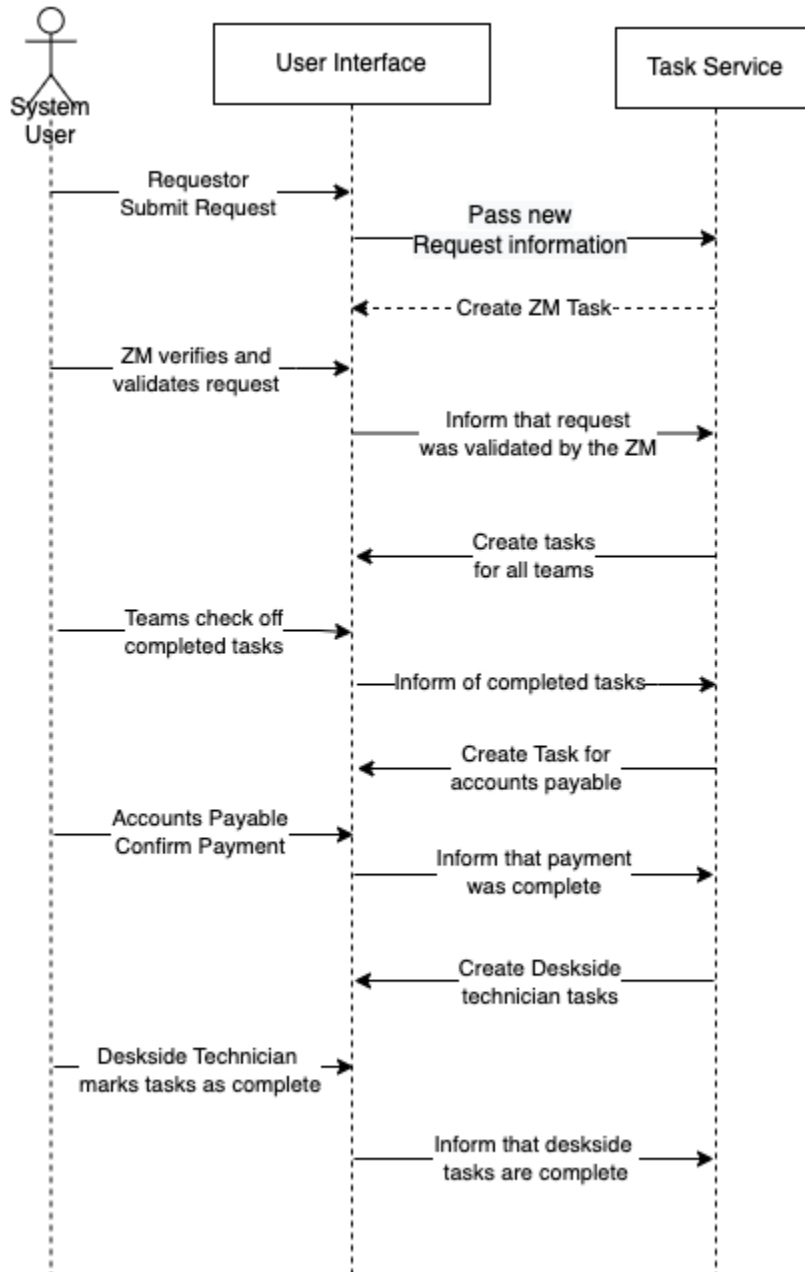 System
User
User Interface
Task Service
Requestor
Submit Request
Pass new
Request information
Create ZM Task
ZM verifies and
validates request
Inform that request
was validated by the ZM
Create tasks
for all teams
Teams check off
completed tasks
Inform of completed tasks
Create Task for
accounts payable
Accounts Payable
Confirm Payment
Inform that payment
was complete
Create Deskside
technician tasks
Deskside Technician
marks tasks as complete
Inform that deskside
tasks are complete